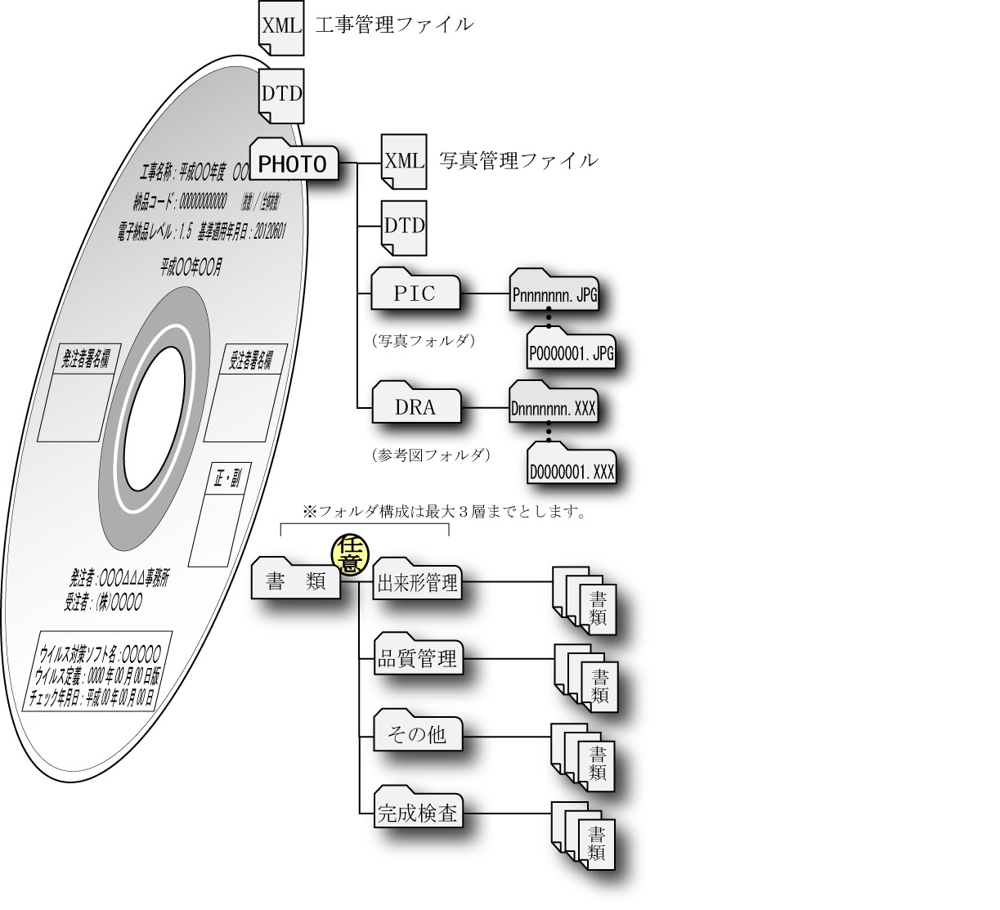 XML 工事管理ファイル
DTD
PHOTO
XML 写真管理ファイル
DTD
PIC
Pnnnnnnn.JPG
(写真フォルダ)
P0000001.JPG
DRA
Dnnnnnnn.XXX
(参考図フォルダ)
D0000001.XXX
※フォルダ構成は最大3層までとします。
任意
書 類
出来形管理
書類
品質管理
書類
その他
書類
完成検査
書類
工事名称:平成○○年度 ○○
納品コード:000000000000 (枚数)/(全体枚数)
電子納品レベル:1.5 基準適用年月日:20120601
平成○○年○○月
発注者署名欄
受注者署名欄
正・副
発注者:○○○△△△事務所
受注者:(株)○○○○
ウイルス対策ソフト名:○○○○○
ウイルス定義:0000年00月00日版
チェック年月日:平成00年00月00日